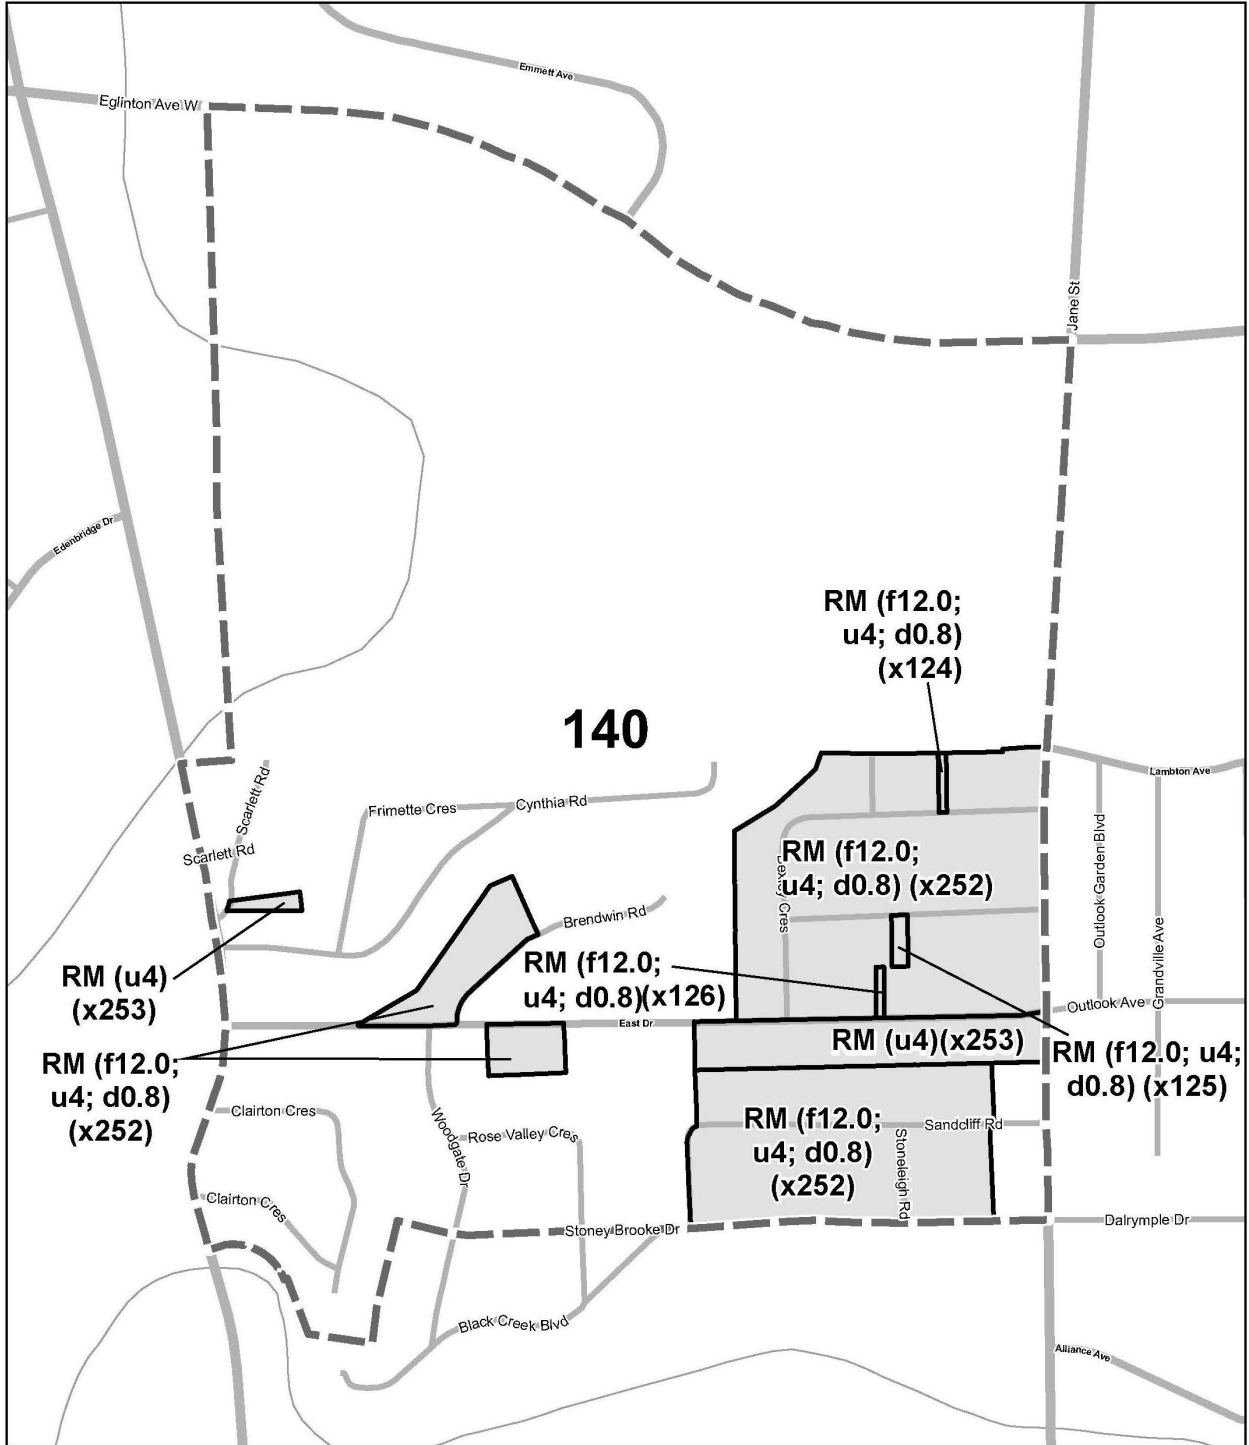 Emmett Ave
Eglinton Ave W
Jane St
Edenbridge Dr
RM (f12.0;
u4; d0.8)
(x124)
140
Lambton Ave
Scarlett Rd
Frimette Cres
Cynthia Rd
Scarlett Rd
Outlook Garden Blvd
RM (f12.0;
u4; d0.8) (x252)
Cres
Brendwin Rd
Grandville Ave
RM (u4)
(x253)
RM (f12.0;
u4; d0.8)(x126)
Outlook Ave
East Dr
RM (u4)(x253)
RM (f12.0; u4;
d0.8) (x125)
RM (f12.0;
u4; d0.8)
(x252)
Clairton Cres
Woodgate Dr
Rose Valley Cres
RM (f12.0;
u4; d0.8)
(x252)
Sandcliff Rd
Stoneleigh Rd
Clairton Cres
Stoney Brooke Dr
Dalrymple Dr
Black Creek Blvd
Alliance Ave